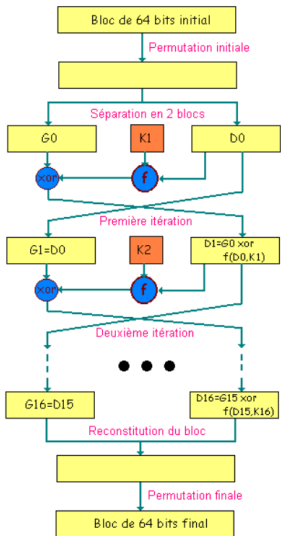 Bloc de 64 bits initial
Permutation initiale
Séparation en 2 blocs
G0
K1
D0
xor
f
Première itération
G1=D0
K2
D1=G0 xor
f(D0,K1)
xor
f
Deuxième itération
G16=D15
D16=G15 xor
f(D15,K16)
Reconstitution du bloc
Permutation finale
Bloc de 64 bits final